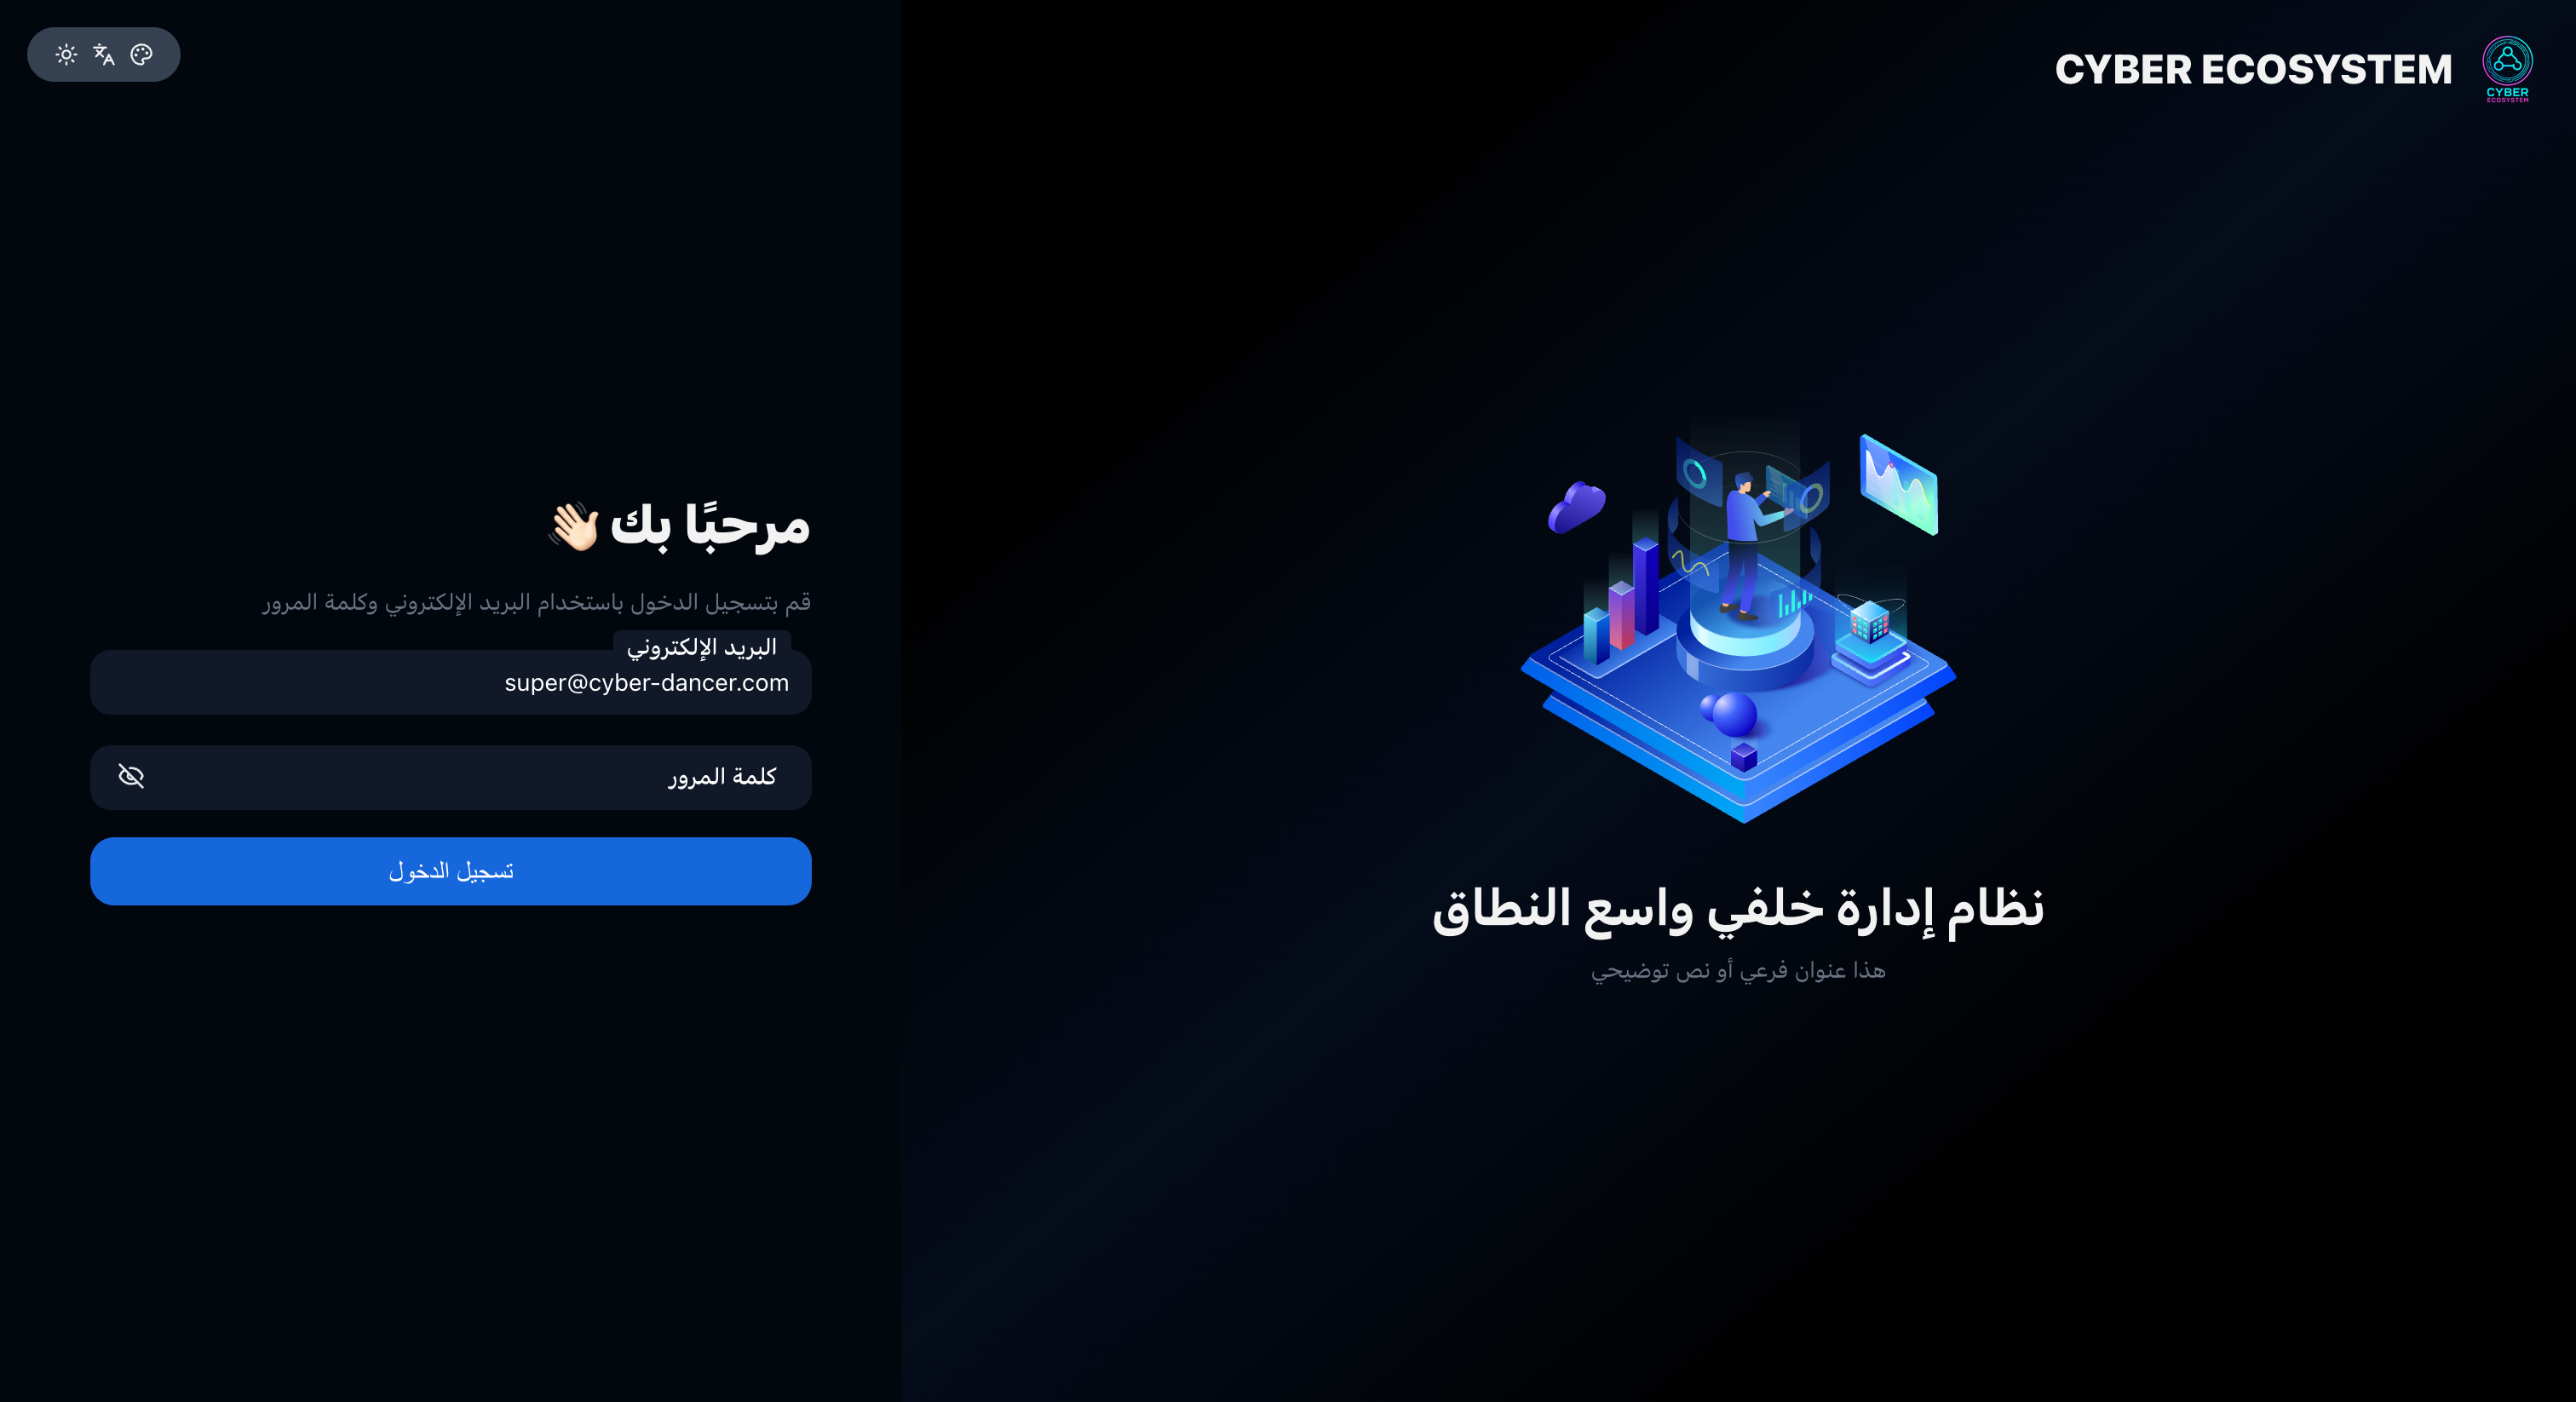 CYBER ECOSYSTEM
CYBER
ECOSYSTEM
نظام إدارة خلفي واسع النطاق
هذا عنوان فرعي أو نص توضيحي
مرحبًا بك 👋🏻
قم بتسجيل الدخول باستخدام البريد الإلكتروني وكلمة المرور
البريد الإلكتروني
super@cyber-dancer.com
كلمة المرور
تسجيل الدخول